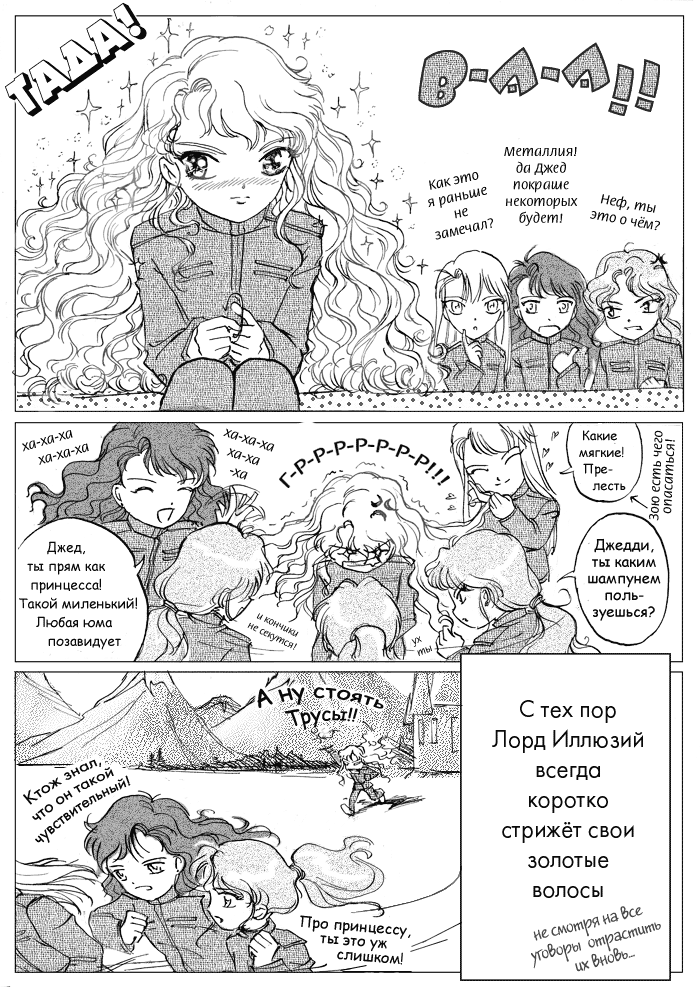 ТАДА!
В-А-А-А!!
Как это
я раньше
не
замечал?
Металлия!
да Джед
покраше
некоторых
будет!
Неф, ты
это о чём?
ха-ха-ха
ха-ха-ха
ха-ха-ха
ха-ха
-ха
Г-Р-Р-Р-Р-Р-Р-Р!!!
Какие
мягкие!
Пре-
лесть
Зою есть чего
опасаться!
Джед,
ты прям как
принцесса!
Такой миленький!
Любая юма
позавидует
и кончики
не секутся!
ух
ты
Джедди,
ты каким
шампунем
поль-
зуешься?
А ну стоять
Трусы!!
Ктож знал,
что он такой
чувствительный!
Про принцессу,
ты это уж
слишком!
С тех пор
Лорд Иллюзий
всегда
коротко
стрижёт свои
золотые
волосы
не смотря на все
уговоры отрастить
их вновь...